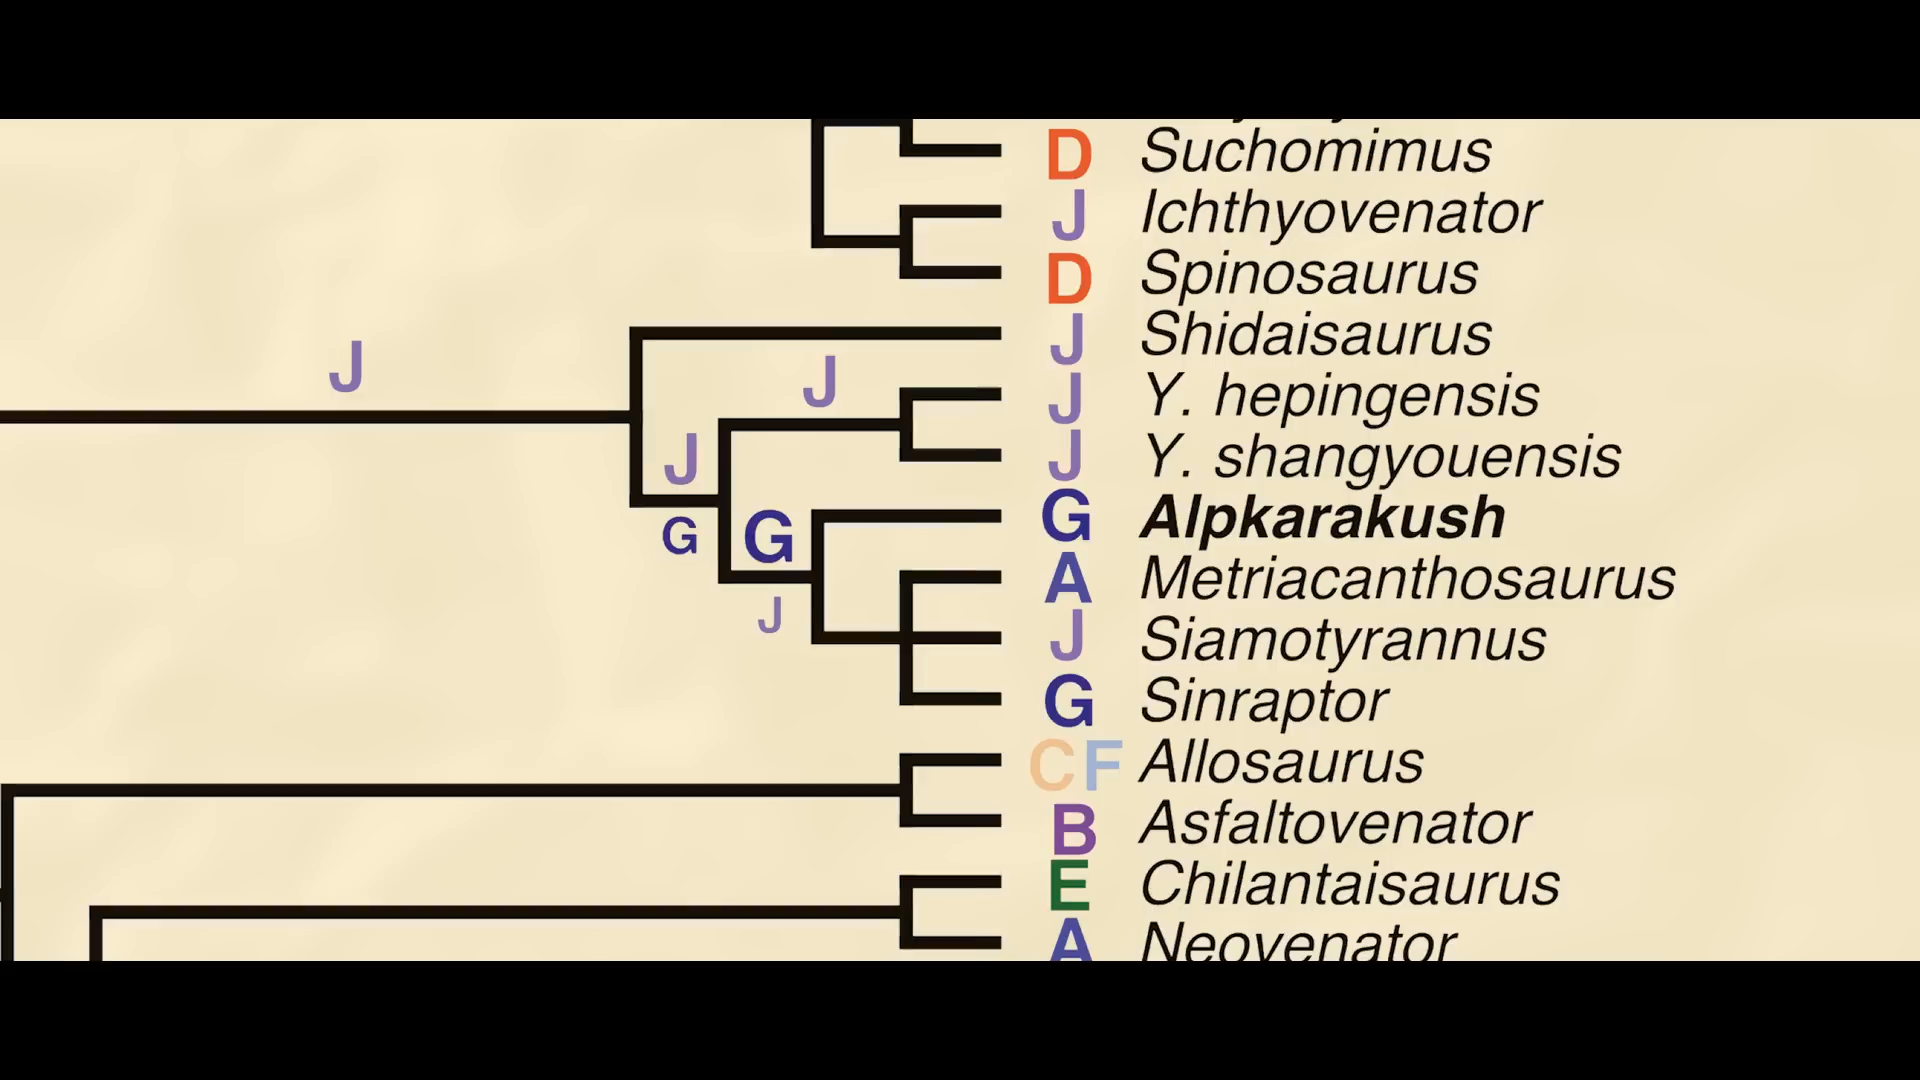 D Suchomimus
J Ichthyovenator
D Spinosaurus
J Shidaisaurus
J
J
J Y. hepingensis
J
J Y. shangyouensis
G
G
G Alpkarakush
J
A Metriacanthosaurus
J Siamotyrannus
G Sinraptor
C F Allosaurus
B Asfaltovenator
E Chilantaisaurus
A Neovenator